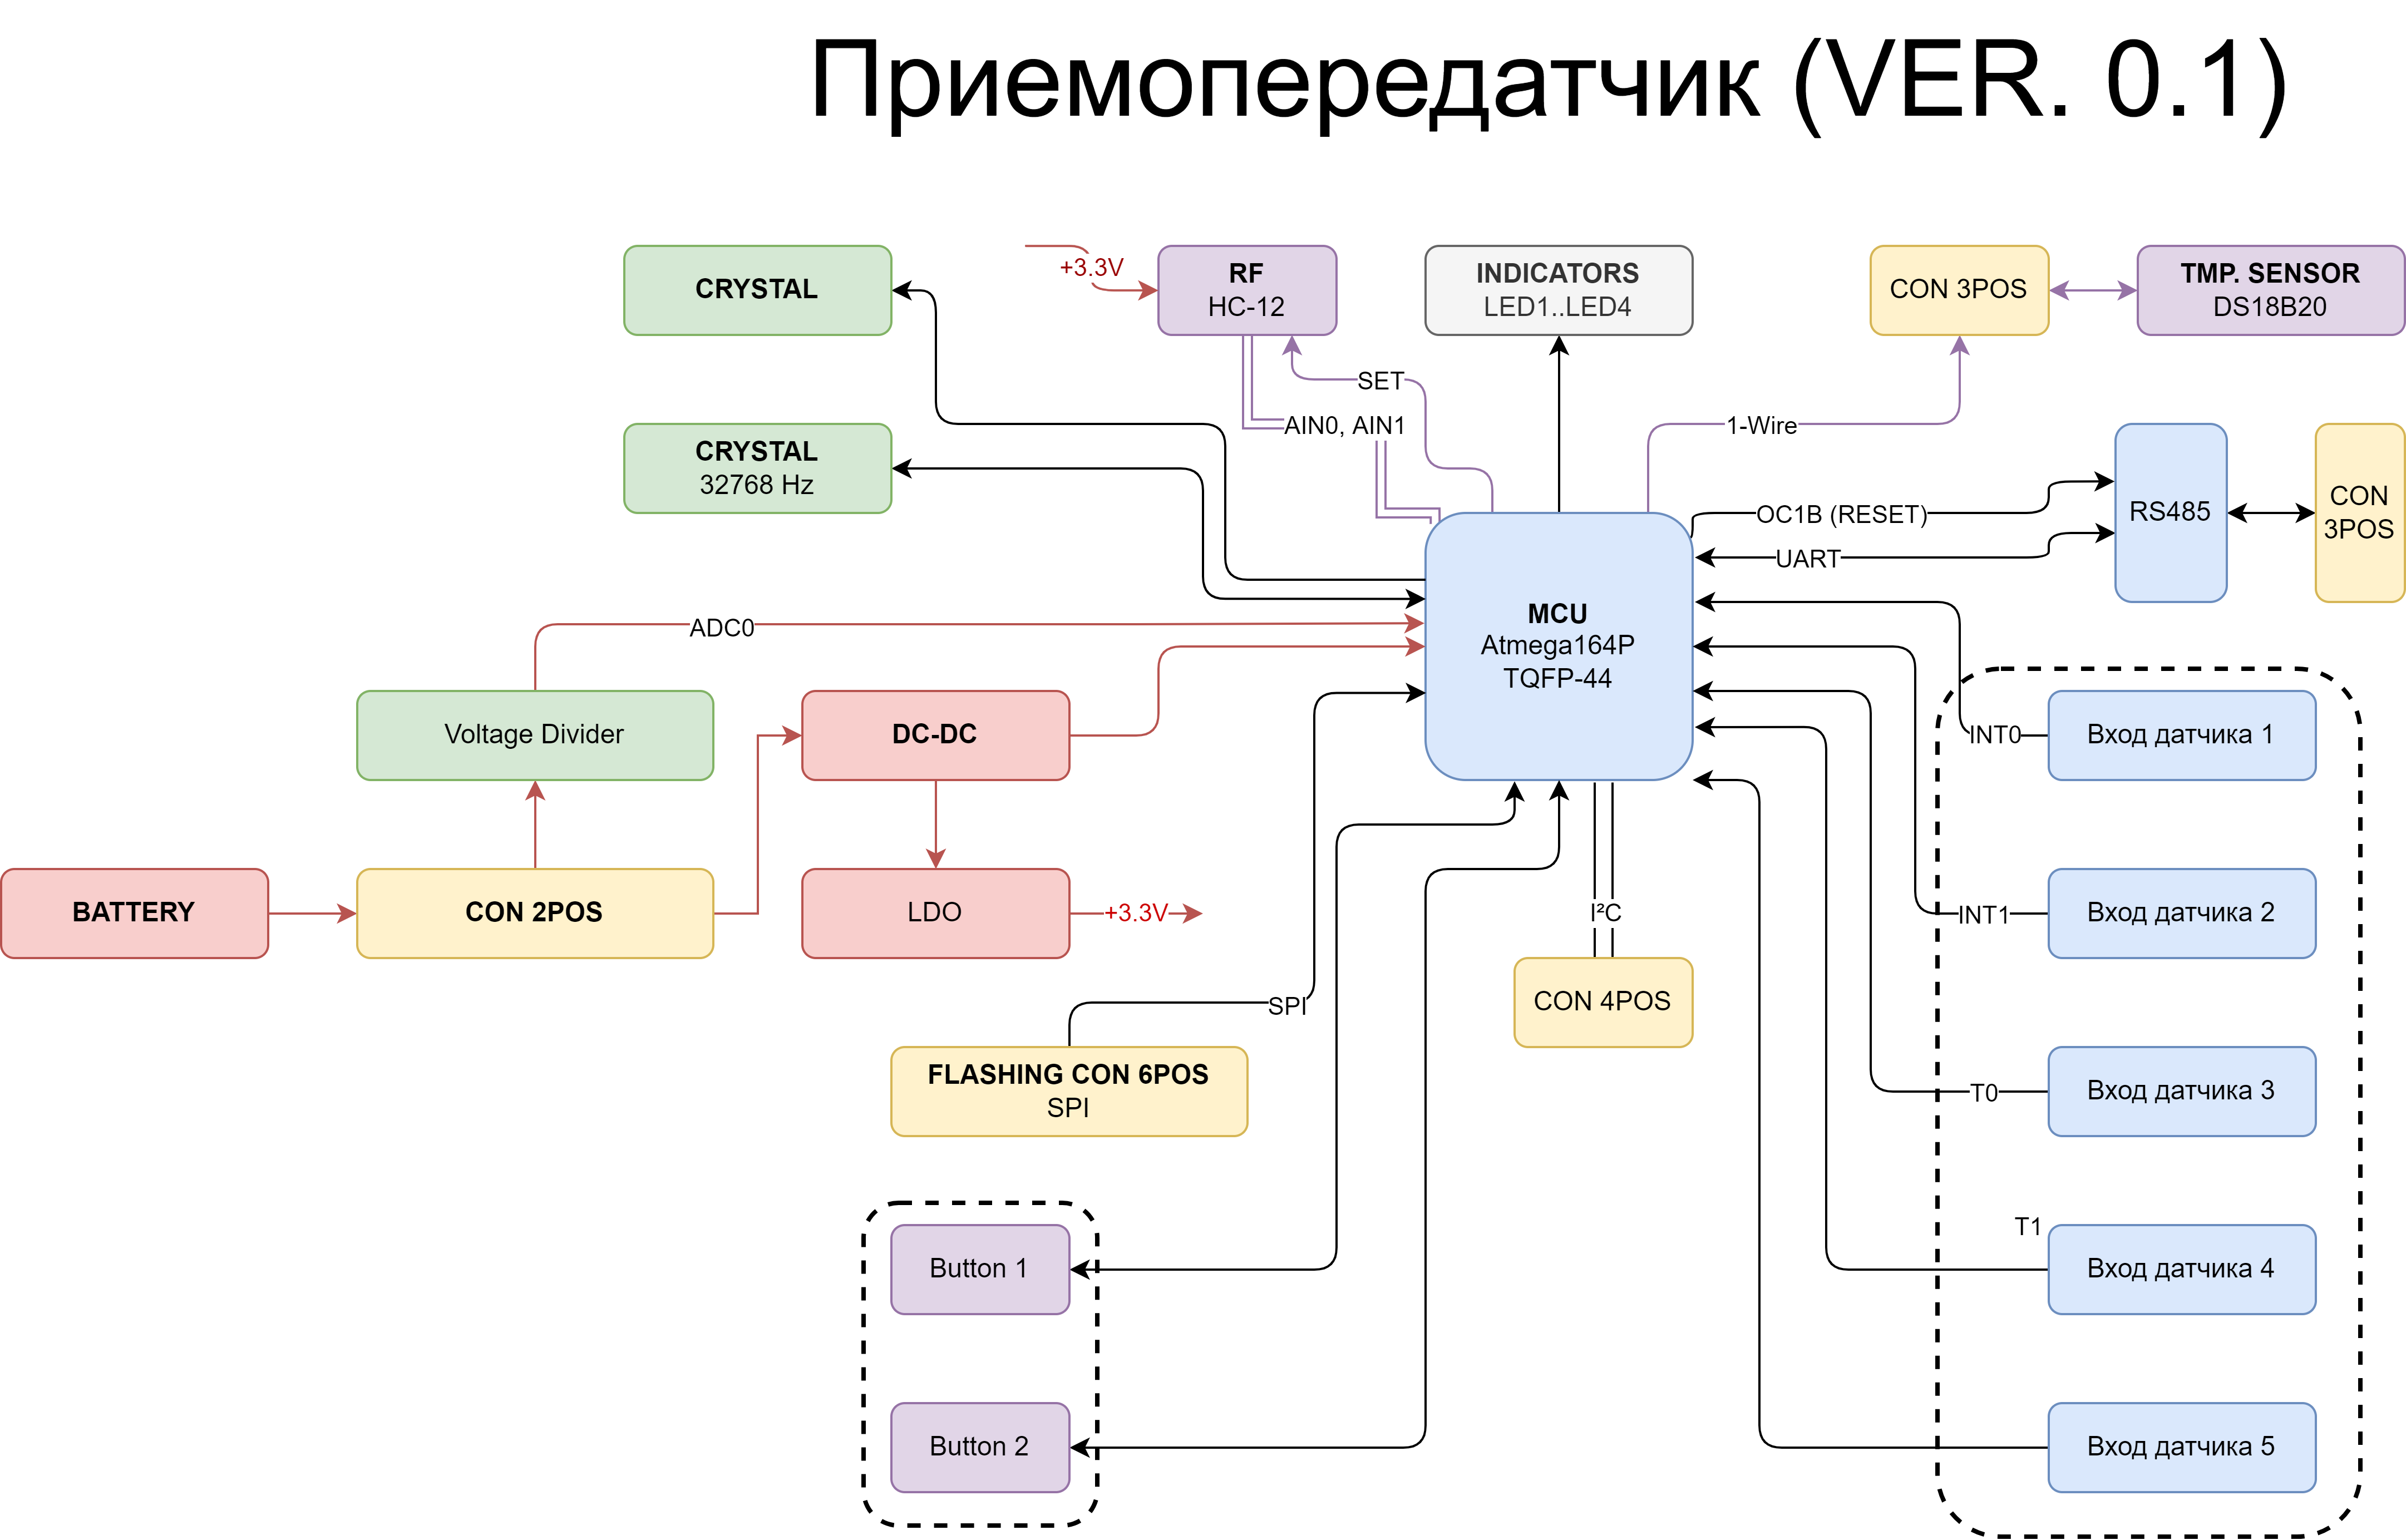 Приемопередатчик (VER. 0.1)
CRYSTAL
+3.3V
RF
HC-12
INDICATORS
LED1..LED4
CON 3POS
TMP. SENSOR
DS18B20
SET
AIN0, AIN1
1-Wire
CRYSTAL
32768 Hz
OC1B (RESET)
UART
RS485
CON
3POS
MCU
Atmega164P
TQFP-44
ADC0
Voltage Divider
DC-DC
INT0
Вход датчика 1
BATTERY
CON 2POS
LDO
+3.3V
I²C
INT1
Вход датчика 2
SPI
CON 4POS
FLASHING CON 6POS
SPI
T0
Вход датчика 3
T1
Button 1
Вход датчика 4
Button 2
Вход датчика 5